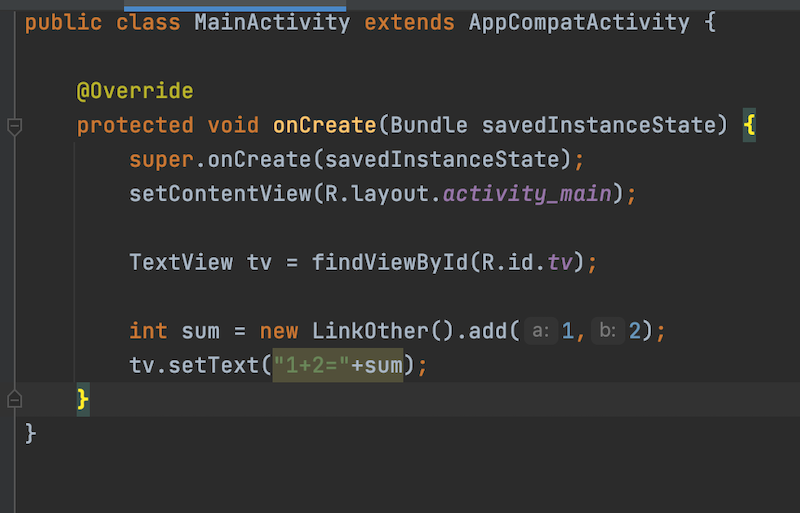 public class MainActivity extends AppCompatActivity {
@Override
protected void onCreate(Bundle savedInstanceState) {
super.onCreate(savedInstanceState);
setContentView(R.layout.activity_main);
TextView tv = findViewById(R.id.tv);
int sum = new LinkOther().add( a: 1, b: 2);
tv.setText("1+2="+sum);
}
}